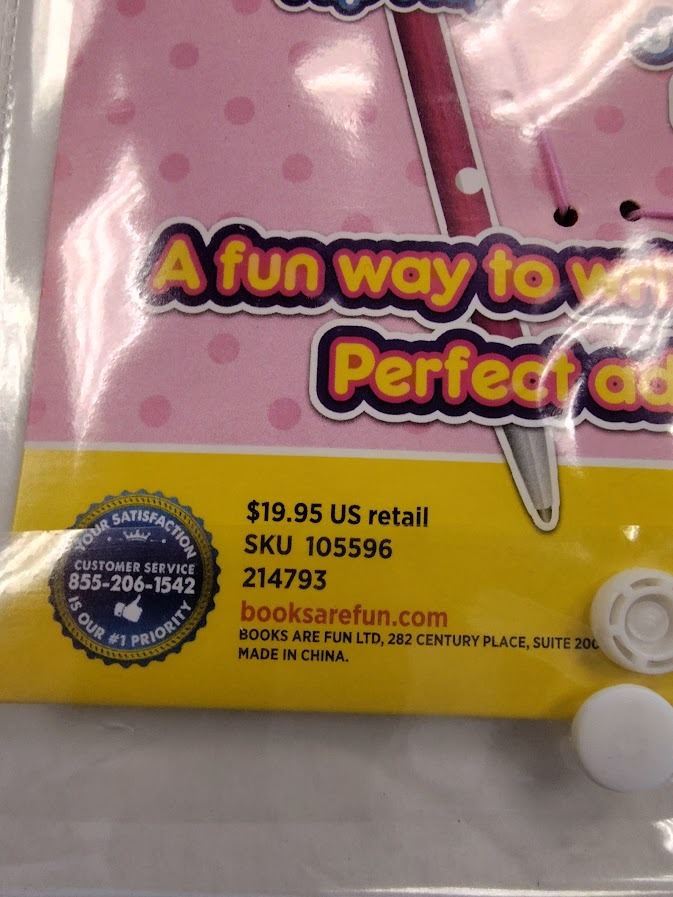 A fun way to
Perfect
YOUR SATISFACTION
CUSTOMER SERVICE
855-206-1542
IS OUR #1 PRIORITY
$19.95 US retail
SKU 105596
214793
booksarefun.com
BOOKS ARE FUN LTD, 282 CENTURY PLACE, SUITE
MADE IN CHINA.